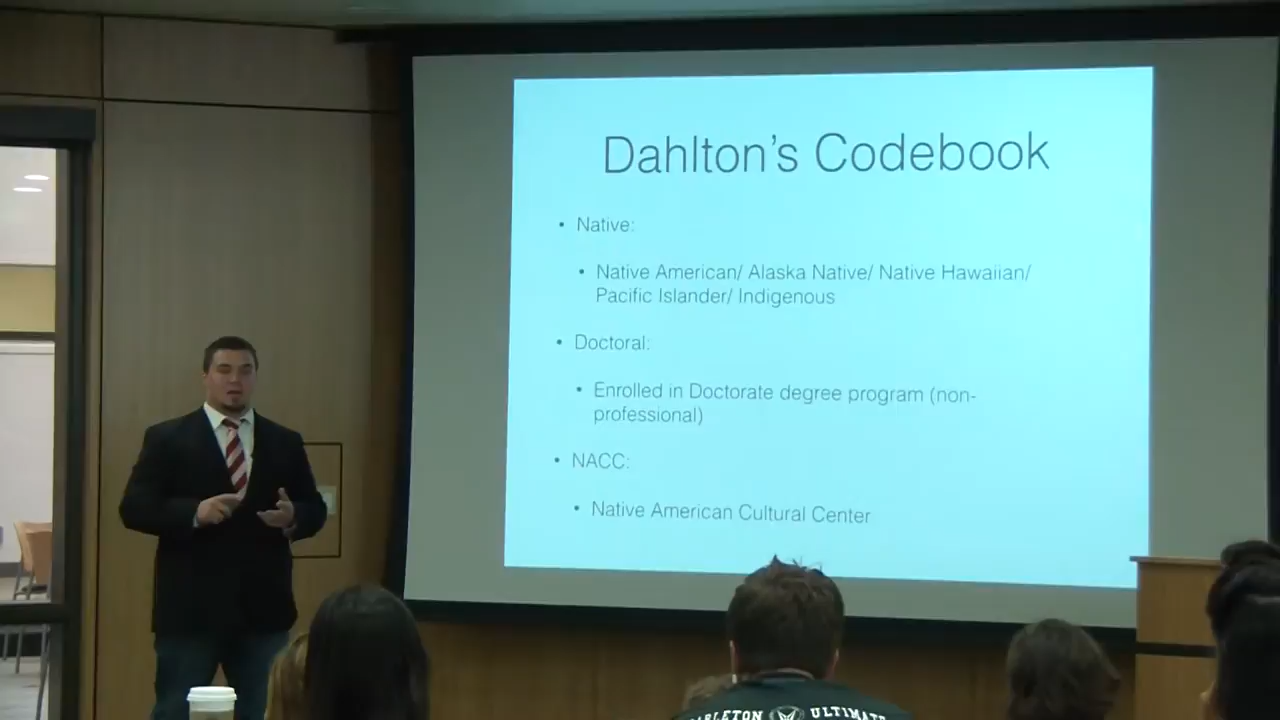 Dahlton's Codebook
• Native:
• Native American/ Alaska Native/ Native Hawaiian/
Pacific Islander/ Indigenous
• Doctoral:
• Enrolled in Doctorate degree program (non-
professional)
• NACC:
• Native American Cultural Center
ULTIMATE